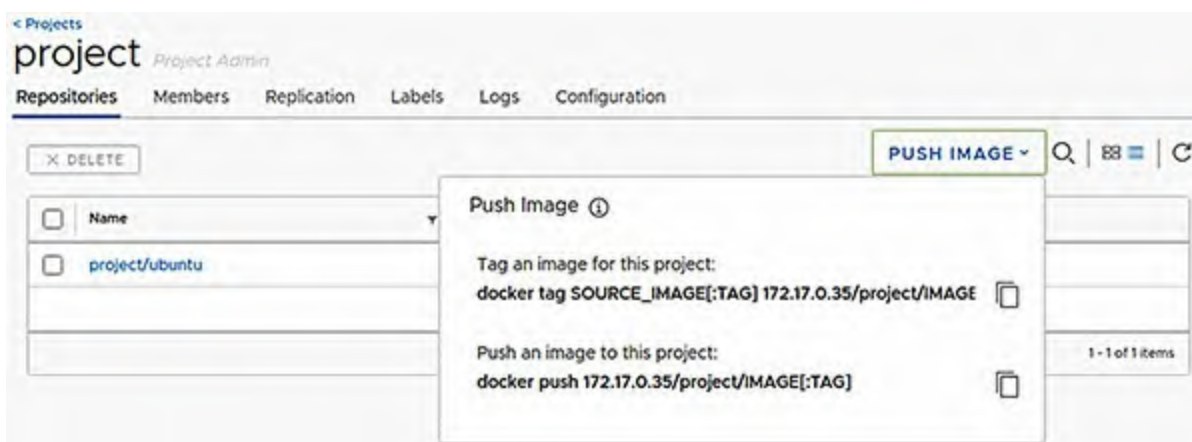 < Projects
project Project Admin
Repositories Members Replication Labels Logs Configuration
X DELETE
PUSH IMAGE
Name
project/ubuntu
Push Image
Tag an image for this project:
docker tag SOURCE_IMAGE[:TAG] 172.17.0.35/project/IMAGE
Push an image to this project:
docker push 172.17.0.35/project/IMAGE[:TAG]
1 - 1 of 1 items